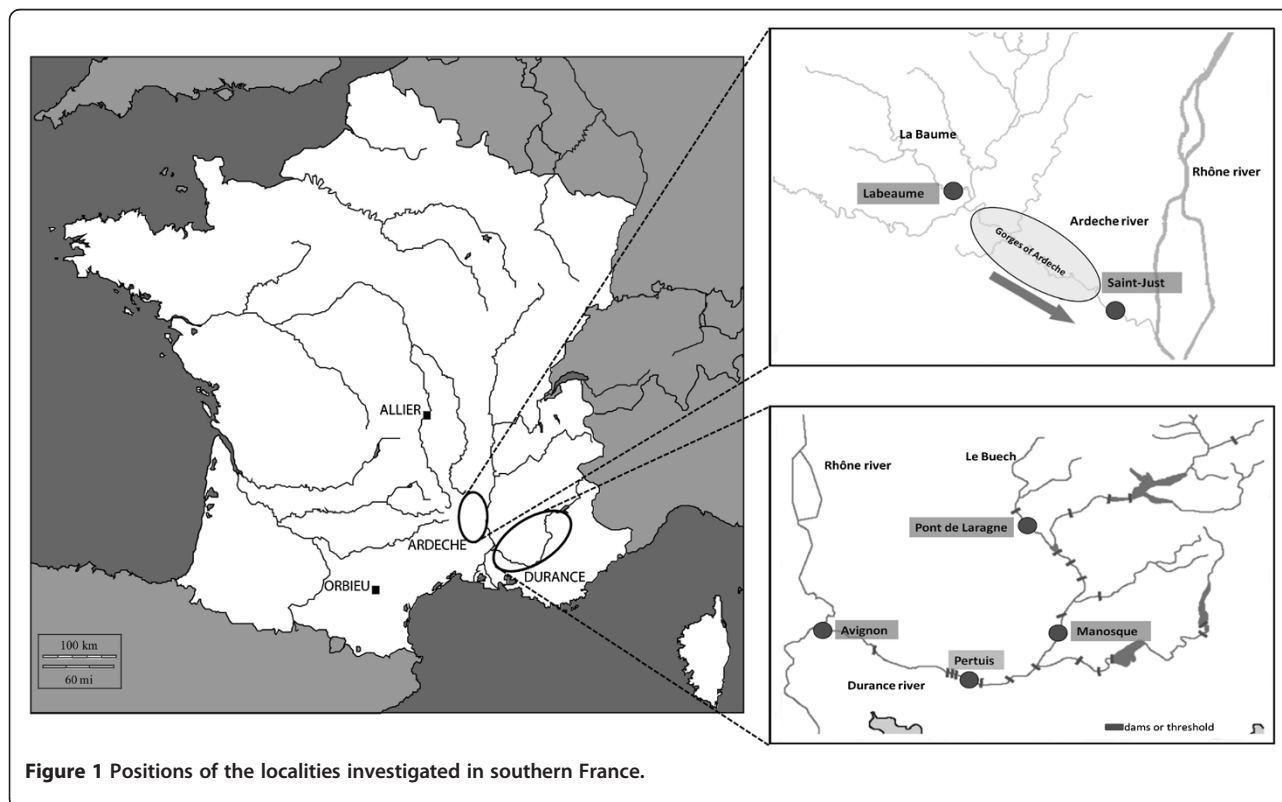 ALLIER
ARDECHE
ORBIEU
DURANCE
100 km
60 mi
La Baume
Rhône river
Labeaume
Ardeche river
Gorges of Ardeche
Saint-Just
Rhône river
Le Buech
Pont de Laragne
Avignon
Manosque
Pertuis
Durance river
dams or threshold
Figure 1 Positions of the localities investigated in southern France.